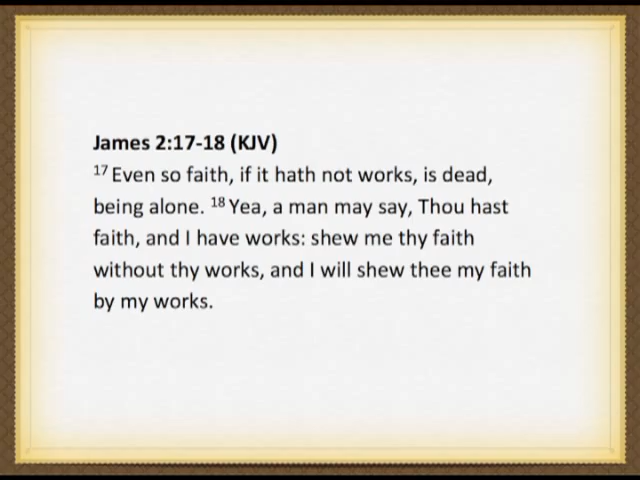 James 2:17-18 (KJV)
17 Even so faith, if it hath not works, is dead,
being alone. 18 Yea, a man may say, Thou hast
faith, and I have works: shew me thy faith
without thy works, and I will shew thee my faith
by my works.